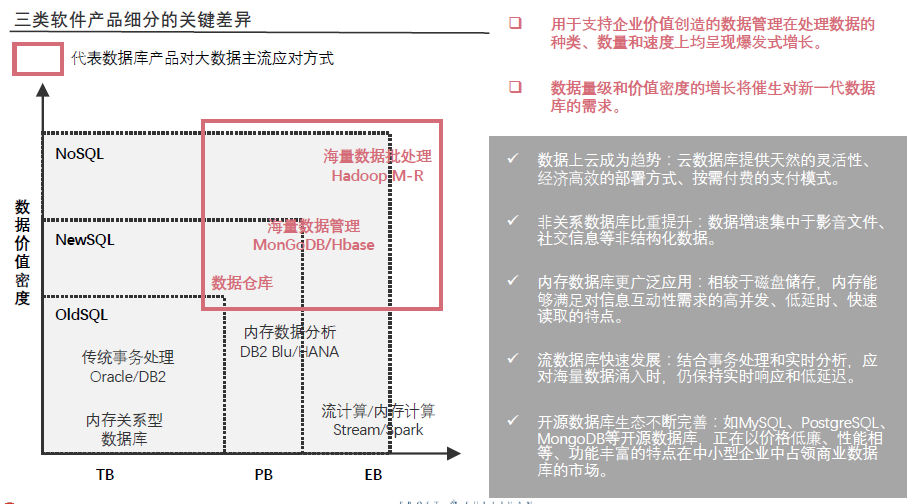 三类软件产品细分的关键差异
代表数据库产品对大数据主流应对方式
数据价值密度
NoSQL
海量数据批处理
Hadoop M-R
NewSQL
海量数据管理
MonGoDB/Hbase
数据仓库
OldSQL
传统事务处理
Oracle/DB2
内存数据分析
DB2 Blu/HANA
内存关系型
数据库
流计算/内存计算
Stream/Spark
TB
PB
EB
用于支持企业价值创造的数据管理在处理数据的
种类、数量和速度上均呈现爆发式增长。
数据量级和价值密度的增长将催生对新一代数据
库的需求。
数据上云成为趋势：云数据库提供天然的灵活性、
经济高效的部署方式、按需付费的支付模式。
非关系数据库比重提升：数据增速集中于影音文件、
社交信息等非结构化数据。
内存数据库更广泛应用：相较于磁盘储存，内存能
够满足对信息互动性需求的高并发、低延时、快速
读取的特点。
流数据库快速发展：结合事务处理和实时分析，应
对海量数据涌入时，仍保持实时响应和低延迟。
开源数据库生态不断完善：如MySQL、PostgreSQL、
MongoDB等开源数据库，正在以价格低廉、性能相
等、功能丰富的特点在中小型企业中占领商业数据
库的市场。